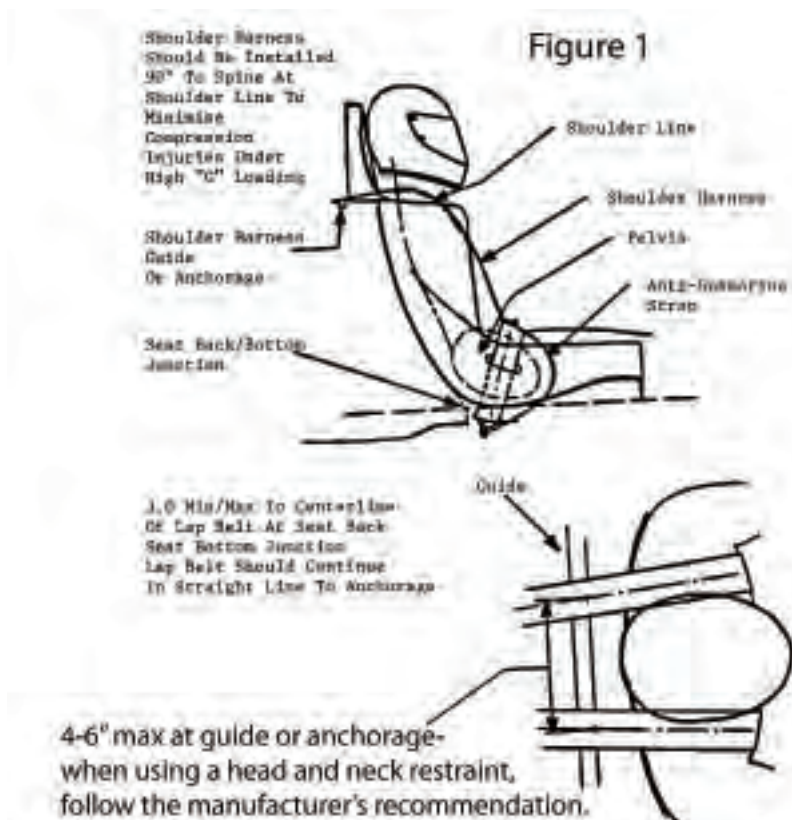 Figure 1
Shoulder Harness
Should Be Installed
90° To Spine At
Shoulder Line To
Minimise
Compression
Injuries Under
High "G" Loading
Shoulder Line
Shoulder Harness
Pelvis
Anti-Submarine
Strap
Shoulder Harness
Guide
Or Anchorage
Seat Back/Bottom
Junction
Guide
Min/Max To Centerline
Of Lap Belt At Seat Back
Seat Bottom Junction
Lap Belt Should Continue
In Straight Line To Anchorage
4-6" max at guide or anchorage-
when using a head and neck restraint,
follow the manufacturer's recommendation.